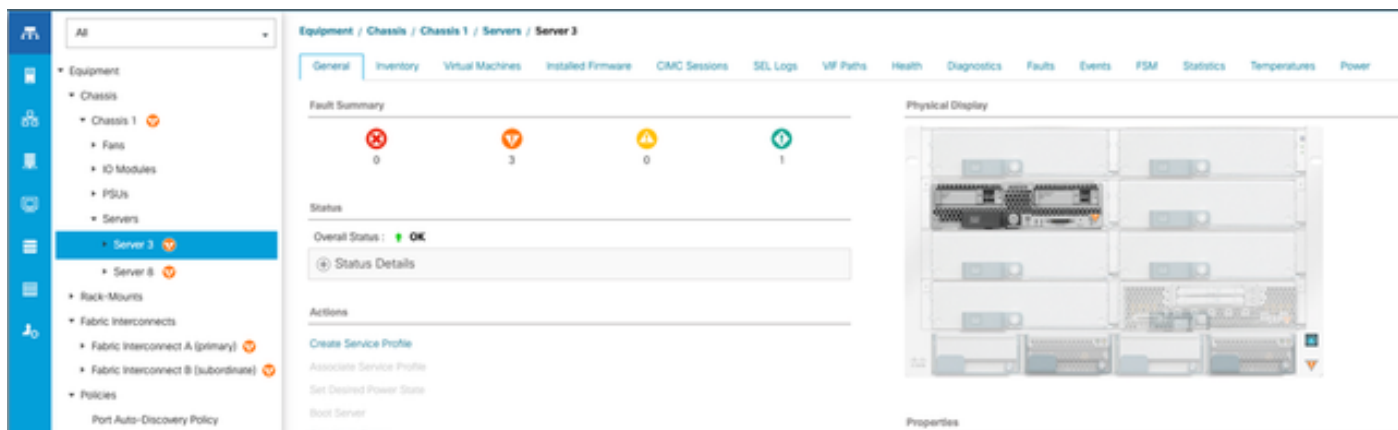 All
Equipment
Chassis
Chassis 1
Fans
IO Modules
PSUs
Servers
Server 3
Server 8
Rack-Mounts
Fabric Interconnects
Fabric Interconnect A (primary)
Fabric Interconnect B (subordinate)
Policies
Port Auto-Discovery Policy
Equipment / Chassis / Chassis 1 / Servers / Server 3
General Inventory Virtual Machines Installed Firmware CIMC Sessions SEL Logs VIF Paths Health Diagnostics Faults Events FSM Statistics Temperatures Power
Fault Summary
0 3 0 1
Status
Overall Status : OK
Status Details
Actions
Create Service Profile
Associate Service Profile
Set Desired Power State
Boot Server
Physical Display
Properties